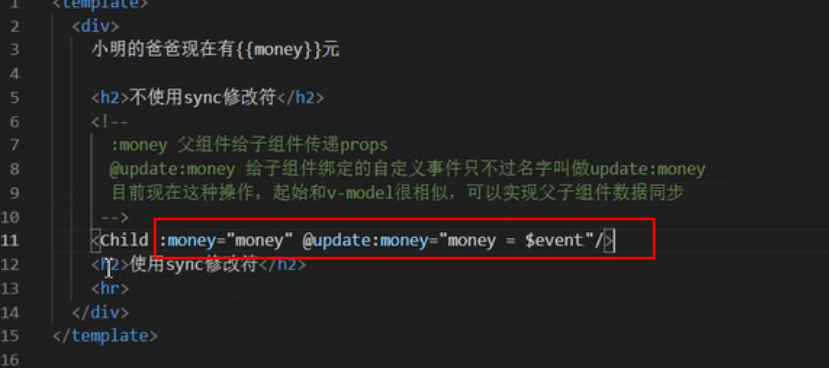 1 <template>
2 <div>
3 小明的爸爸现在有{{money}}元
4
5 <h2>不使用sync修改符</h2>
6 <!--
7 :money 父组件给子组件传递props
8 @update:money 给子组件绑定的自定义事件只不过名字叫做update:money
9 目前现在这种操作，起始和v-model很相似，可以实现父子组件数据同步
10 -->
11 <Child :money="money" @update:money="money = $event"/>
12 <h2>使用sync修改符</h2>
13 <hr>
14 </div>
15 </template>
16